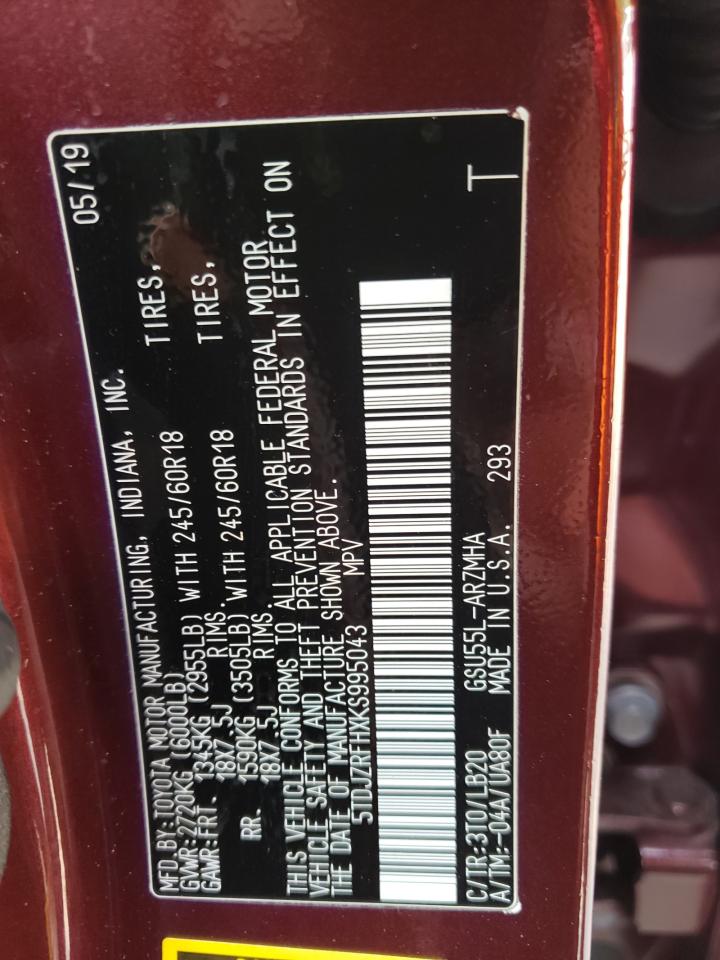 MFD.BY:TOYOTA MOTOR MANUFACTURING, INDIANA, INC. 05/19
GVWR:2720KG (6000LB)
GAWR:FRT. 1345KG (2955LB) WITH 245/60R18 TIRES,
18X7.5J RIMS.
RR. 1590KG (3505LB) WITH 245/60R18 TIRES,
18X7.5J RIMS.
THIS VEHICLE CONFORMS TO ALL APPLICABLE FEDERAL MOTOR
VEHICLE SAFETY AND THEFT PREVENTION STANDARDS IN EFFECT ON
THE DATE OF MANUFACTURE SHOWN ABOVE.
5TDJZRFHXKS995043 MPV
C/TR:3T0/LB20 GSU55L-ARZMHA T
A/TM:-04A/UA80F MADE IN U.S.A. 293